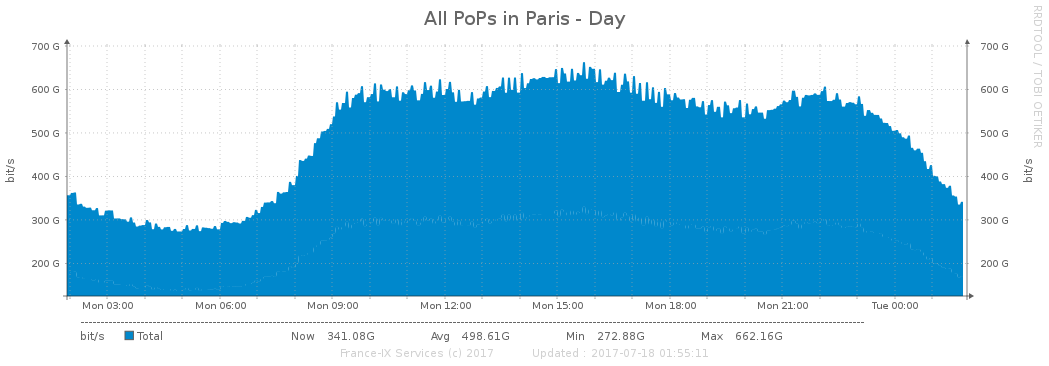 All PoPs in Paris - Day
RRDTOOL / TOBI OETIKER
bit/s
700 G
600 G
500 G
400 G
300 G
200 G
700 G
600 G
500 G
400 G
300 G
200 G
bit/s
Mon 03:00 Mon 06:00 Mon 09:00 Mon 12:00 Mon 15:00 Mon 18:00 Mon 21:00 Tue 00:00
bit/s Total Now 341.08G Avg 498.61G Min 272.88G Max 662.16G
France-IX Services (c) 2017 Updated : 2017-07-18 01:55:11